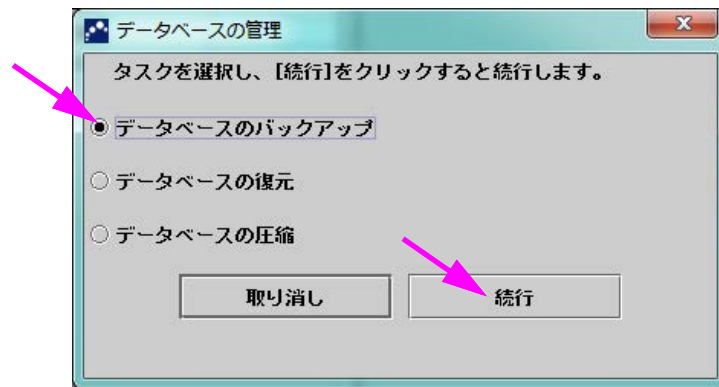 データベースの管理
タスクを選択し、[続行]をクリックすると続行します。
データベースのバックアップ
データベースの復元
データベースの圧縮
取り消し 続行